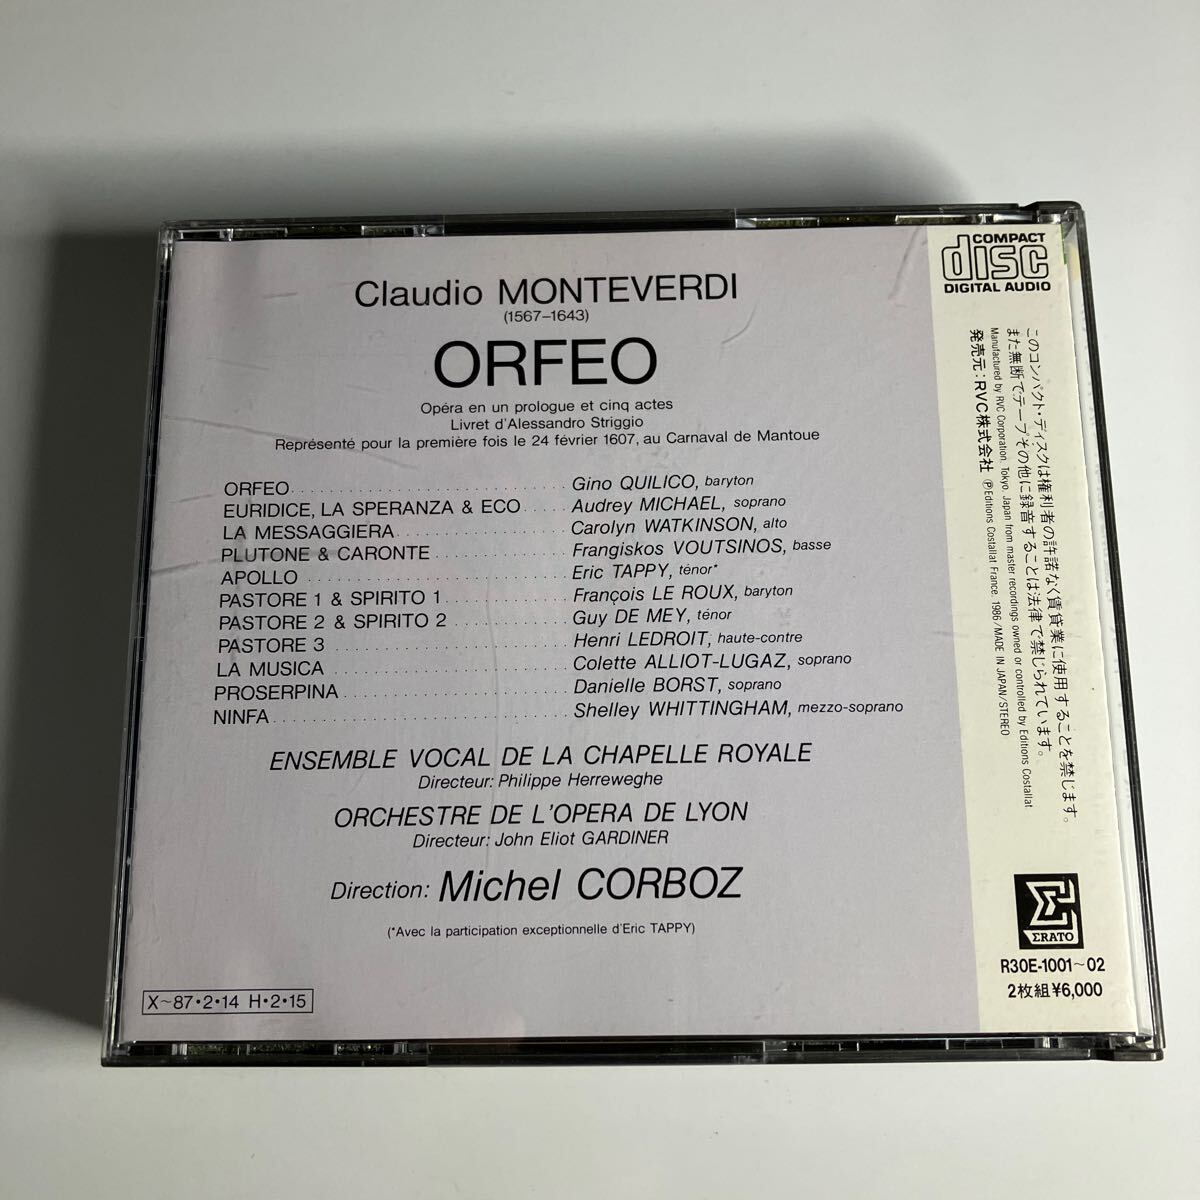 Claudio MONTEVERDI
(1567–1643)
ORFEO
Opéra en un prologue et cinq actes
Livret d'Alessandro Striggio
Représenté pour la première fois le 24 février 1607, au Carnaval de Mantoue
ORFEO Gino QUILICO, baryton
EURIDICE, LA SPERANZA & ECO Audrey MICHAEL, soprano
LA MESSAGGIERA Carolyn WATKINSON, alto
PLUTONE & CARONTE Frangiskos VOUTSINOS, basse
APOLLO Eric TAPPY, ténor*
PASTORE 1 & SPIRITO 1 François LE ROUX, baryton
PASTORE 2 & SPIRITO 2 Guy DE MEY, ténor
PASTORE 3 Henri LEDROIT, haute-contre
LA MUSICA Colette ALLIOT-LUGAZ, soprano
PROSERPINA Danielle BORST, soprano
NINFA Shelley WHITTINGHAM, mezzo-soprano
ENSEMBLE VOCAL DE LA CHAPELLE ROYALE
Directeur: Philippe Herreweghe
ORCHESTRE DE L'OPERA DE LYON
Directeur: John Eliot GARDINER
Direction: Michel CORBOZ
(*Avec la participation exceptionnelle d'Eric TAPPY)
X~87・2・14 H・2・15
COMPACT
disc
DIGITAL AUDIO
このコンパクト・ディスクは権利者の許諾なく賃貸業に使用することを禁じます。
また無断でテープその他に録音することは法律で禁じられています。
Manufactured by RVC Corporation, Tokyo, Japan from master recordings owned or controlled by Editions Costallat
発売元:RVC株式会社 ℗Editions Costallat France. 1986/MADE IN JAPAN/STEREO
ΣRATO
R30E-1001~02
2枚組¥6,000